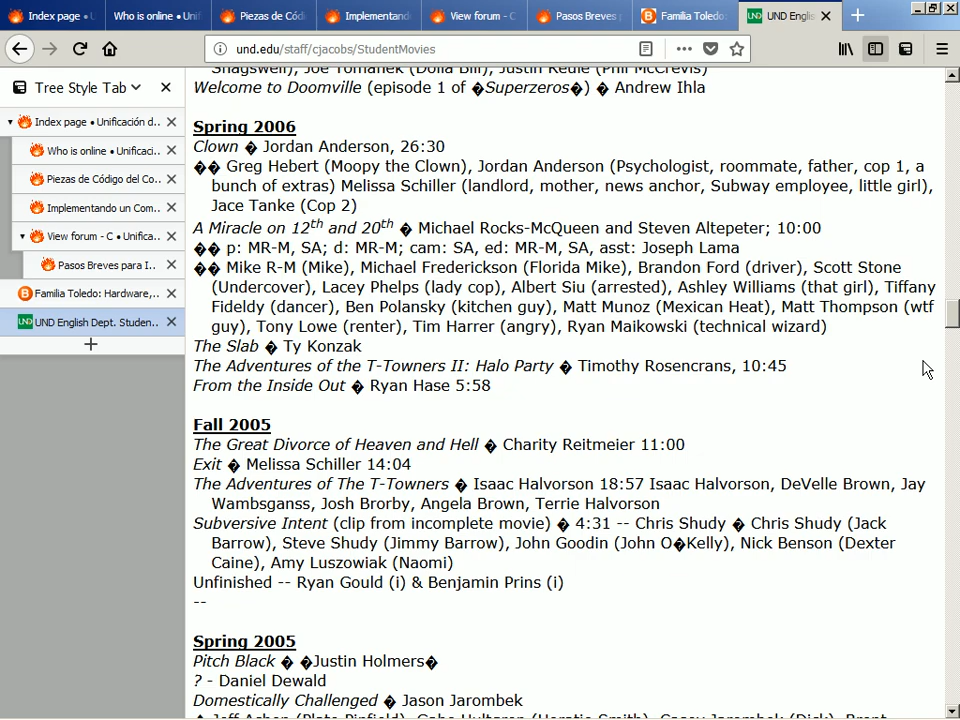 Index page • U
Who is online • Unif
Piezas de Códi
Implementand
View forum - C
Pasos Breves p
Familia Toledo:
UND English
und.edu/staff/cjacobs/StudentMovies
Tree Style Tab
Index page • Unificación d...
Who is online • Unificaci...
Piezas de Código del Co...
Implementando un Com...
View forum - C • Unifica...
Pasos Breves para I...
Familia Toledo: Hardware,...
UND English Dept. Studen...
Shagswell), Joe Tomanek (Dolla Bill), Justin Keule (Phil McCrevis)
Welcome to Doomville (episode 1 of �Superzeros�) � Andrew Ihla
Spring 2006
Clown � Jordan Anderson, 26:30
�� Greg Hebert (Moopy the Clown), Jordan Anderson (Psychologist, roommate, father, cop 1, a
bunch of extras) Melissa Schiller (landlord, mother, news anchor, Subway employee, little girl),
Jace Tanke (Cop 2)
A Miracle on 12th and 20th � Michael Rocks-McQueen and Steven Altepeter; 10:00
�� p: MR-M, SA; d: MR-M; cam: SA, ed: MR-M, SA, asst: Joseph Lama
�� Mike R-M (Mike), Michael Frederickson (Florida Mike), Brandon Ford (driver), Scott Stone
(Undercover), Lacey Phelps (lady cop), Albert Siu (arrested), Ashley Williams (that girl), Tiffany
Fideldy (dancer), Ben Polansky (kitchen guy), Matt Munoz (Mexican Heat), Matt Thompson (wtf
guy), Tony Lowe (renter), Tim Harrer (angry), Ryan Maikowski (technical wizard)
The Slab � Ty Konzak
The Adventures of the T-Towners II: Halo Party � Timothy Rosencrans, 10:45
From the Inside Out � Ryan Hase 5:58
Fall 2005
The Great Divorce of Heaven and Hell � Charity Reitmeier 11:00
Exit � Melissa Schiller 14:04
The Adventures of The T-Towners � Isaac Halvorson 18:57 Isaac Halvorson, DeVelle Brown, Jay
Wambsganss, Josh Brorby, Angela Brown, Terrie Halvorson
Subversive Intent (clip from incomplete movie) � 4:31 -- Chris Shudy � Chris Shudy (Jack
Barrow), Steve Shudy (Jimmy Barrow), John Goodin (John O�Kelly), Nick Benson (Dexter
Caine), Amy Luszowiak (Naomi)
Unfinished -- Ryan Gould (i) & Benjamin Prins (i)
--
Spring 2005
Pitch Black � �Justin Holmers�
? - Daniel Dewald
Domestically Challenged � Jason Jarombek